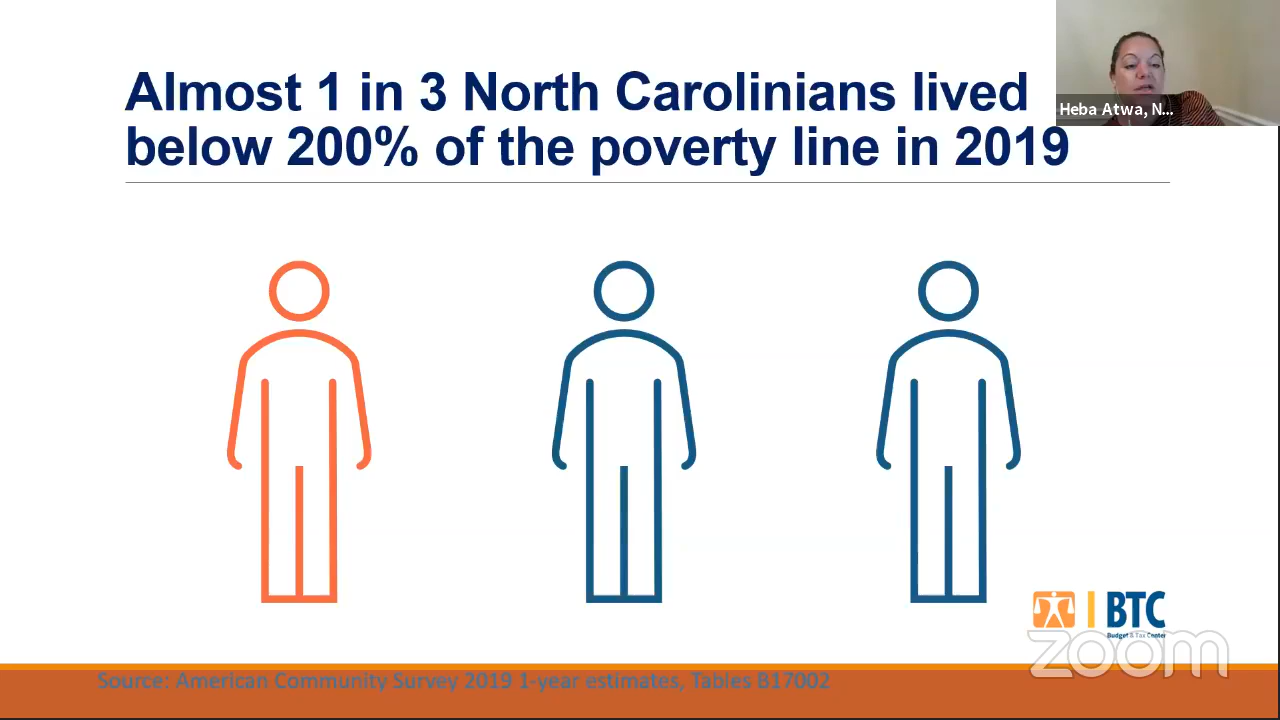 Almost 1 in 3 North Carolinians lived
below 200% of the poverty line in 2019
Heba Atwa, N...
BTC
Budget & Tax Center
zoom
Source: American Community Survey 2019 1-year estimates, Tables B17002